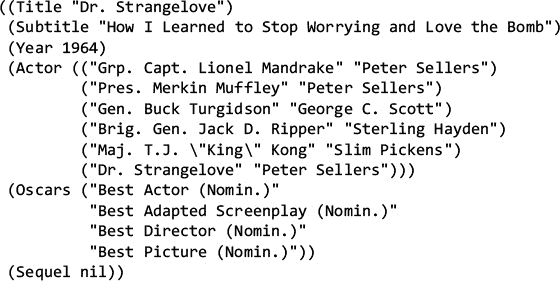 ((Title "Dr. Strangelove")
 (Subtitle "How I Learned to Stop Worrying and Love the Bomb")
 (Year 1964)
 (Actor (("Grp. Capt. Lionel Mandrake" "Peter Sellers")
         ("Pres. Merkin Muffley" "Peter Sellers")
         ("Gen. Buck Turgidson" "George C. Scott")
         ("Brig. Gen. Jack D. Ripper" "Sterling Hayden")
         ("Maj. T.J. \"King\" Kong" "Slim Pickens")
         ("Dr. Strangelove" "Peter Sellers")))
 (Oscars ("Best Actor (Nomin.)"
          "Best Adapted Screenplay (Nomin.)"
          "Best Director (Nomin.)"
          "Best Picture (Nomin.)"))
 (Sequel nil))